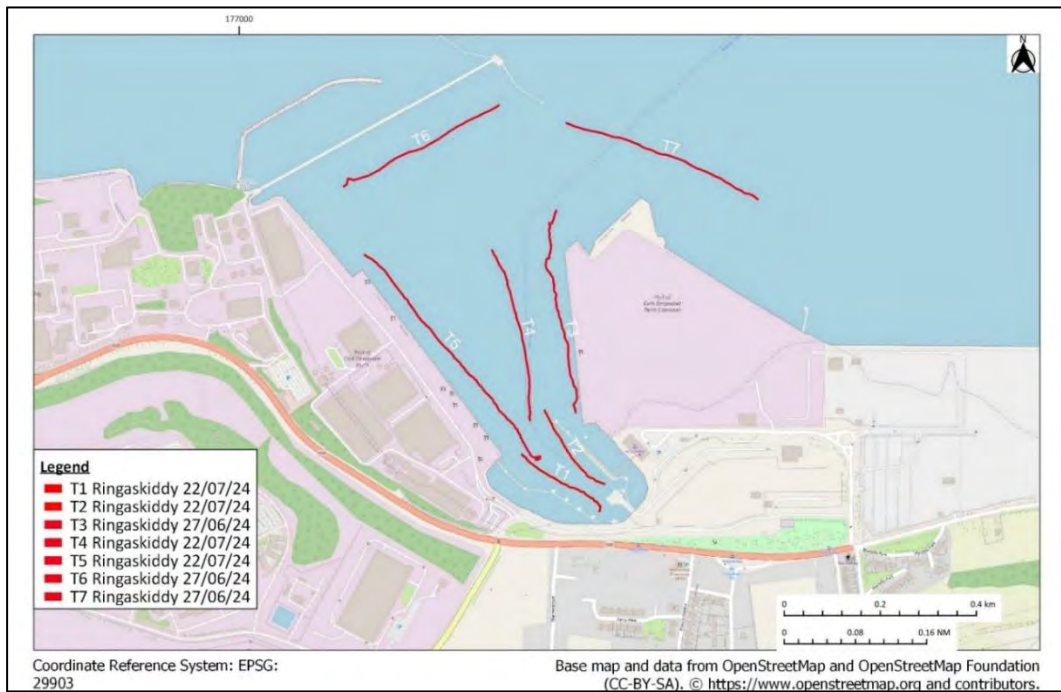 177000
N
T6
T7
T4
T3
T5
T2
T1
Port of
Legend
T1 Ringaskiddy 22/07/24
T2 Ringaskiddy 22/07/24
T3 Ringaskiddy 27/06/24
T4 Ringaskiddy 22/07/24
T5 Ringaskiddy 22/07/24
T6 Ringaskiddy 27/06/24
T7 Ringaskiddy 27/06/24
0 0.2 0.4 km
0 0.08 0.16 NM
Coordinate Reference System: EPSG:
29903
Base map and data from OpenStreetMap and OpenStreetMap Foundation
(CC-BY-SA). © https://www.openstreetmap.org and contributors.